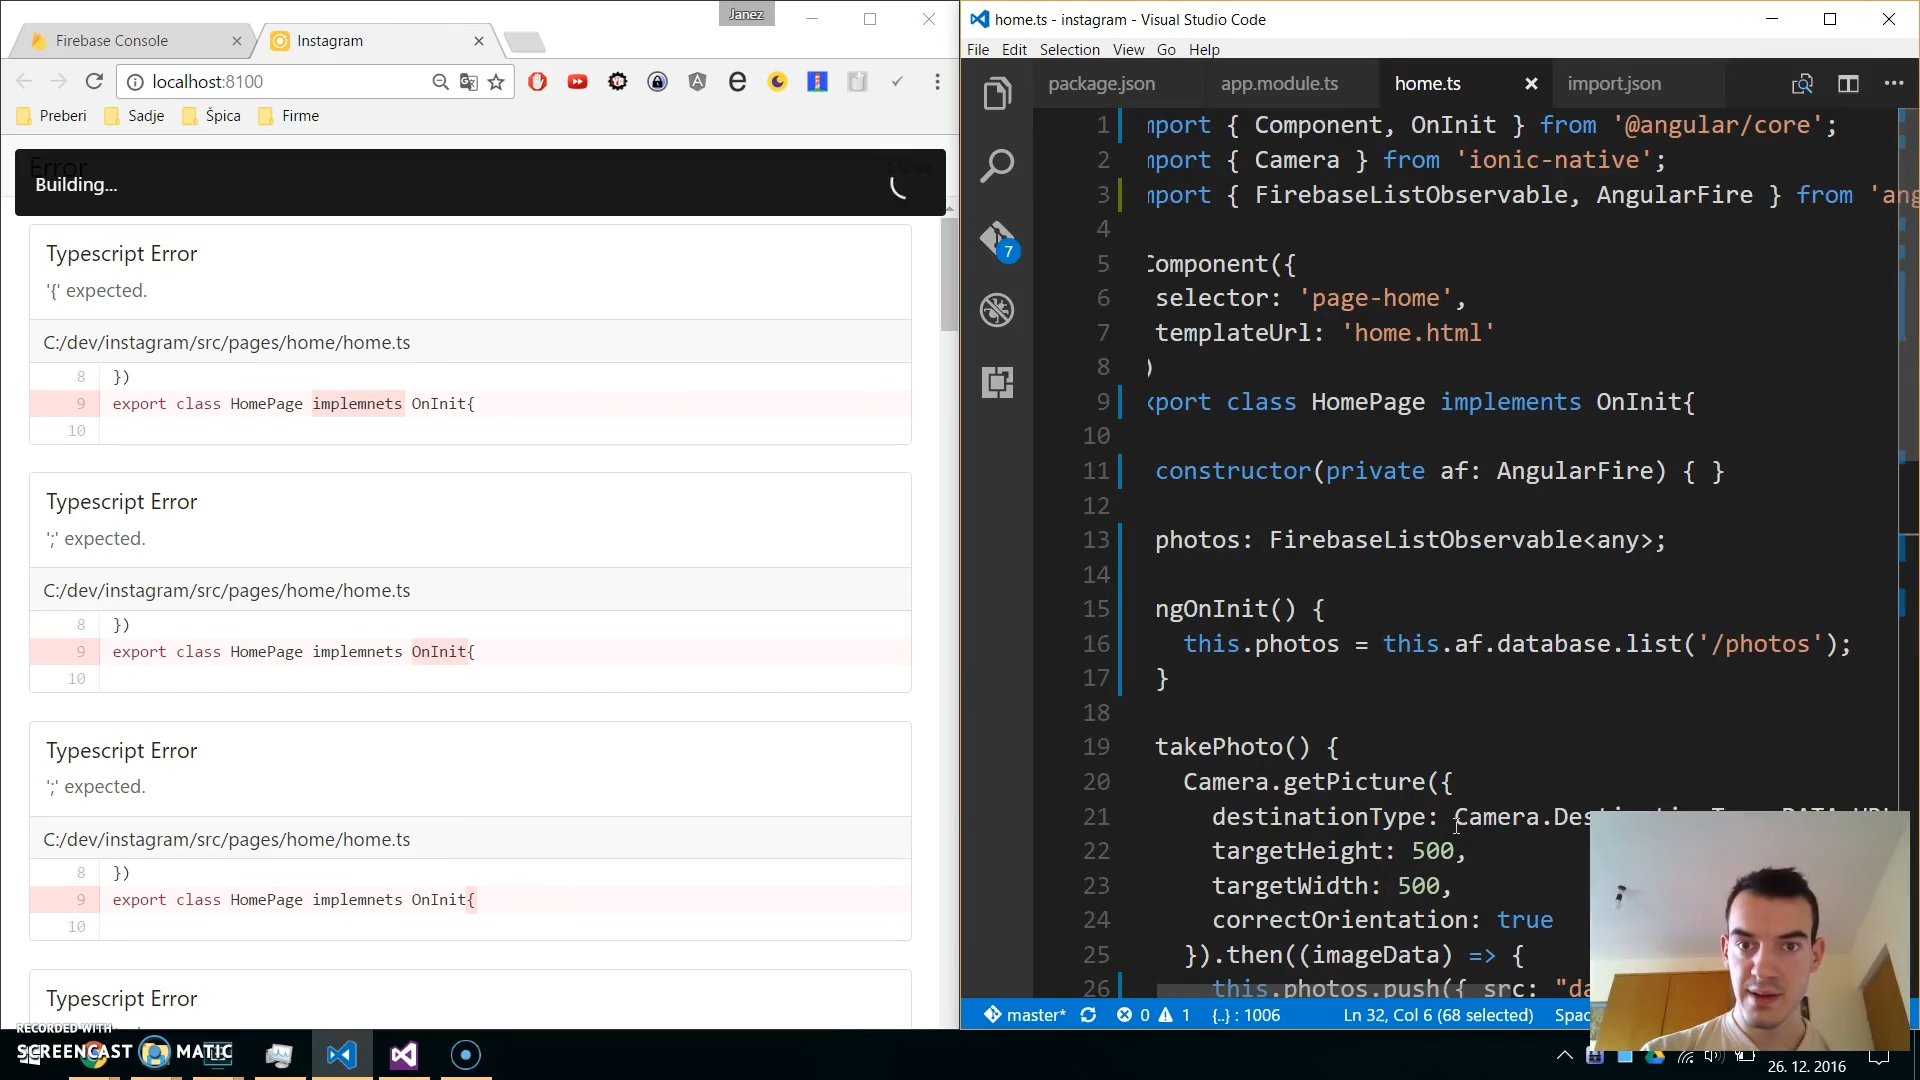 Janez
Firebase Console
Instagram
localhost:8100
Preberi
Sadje
Špica
Firme
Error
Close
Building...
Typescript Error
'{' expected.
C:/dev/instagram/src/pages/home/home.ts
8 })
9 export class HomePage implemnets OnInit{
10
Typescript Error
';' expected.
C:/dev/instagram/src/pages/home/home.ts
8 })
9 export class HomePage implemnets OnInit{
10
Typescript Error
';' expected.
C:/dev/instagram/src/pages/home/home.ts
8 })
9 export class HomePage implemnets OnInit{
10
Typescript Error
home.ts - instagram - Visual Studio Code
File Edit Selection View Go Help
package.json app.module.ts home.ts import.json
7
1 mport { Component, OnInit } from '@angular/core';
2 mport { Camera } from 'ionic-native';
3 mport { FirebaseListObservable, AngularFire } from 'ang
4
5 Component({
6 selector: 'page-home',
7 templateUrl: 'home.html'
8 )
9 xport class HomePage implements OnInit{
10
11 constructor(private af: AngularFire) { }
12
13 photos: FirebaseListObservable<any>;
14
15 ngOnInit() {
16 this.photos = this.af.database.list('/photos');
17 }
18
19 takePhoto() {
20 Camera.getPicture({
21 destinationType: Camera.DestinationType.DATA_URL
22 targetHeight: 500,
23 targetWidth: 500,
24 correctOrientation: true
25 }).then((imageData) => {
26 this.photos.push({ src: "da
master* 0 1 {..} : 1006 Ln 32, Col 6 (68 selected) Spac
RECORDED WITH
SCREENCAST MATIC
26. 12. 2016